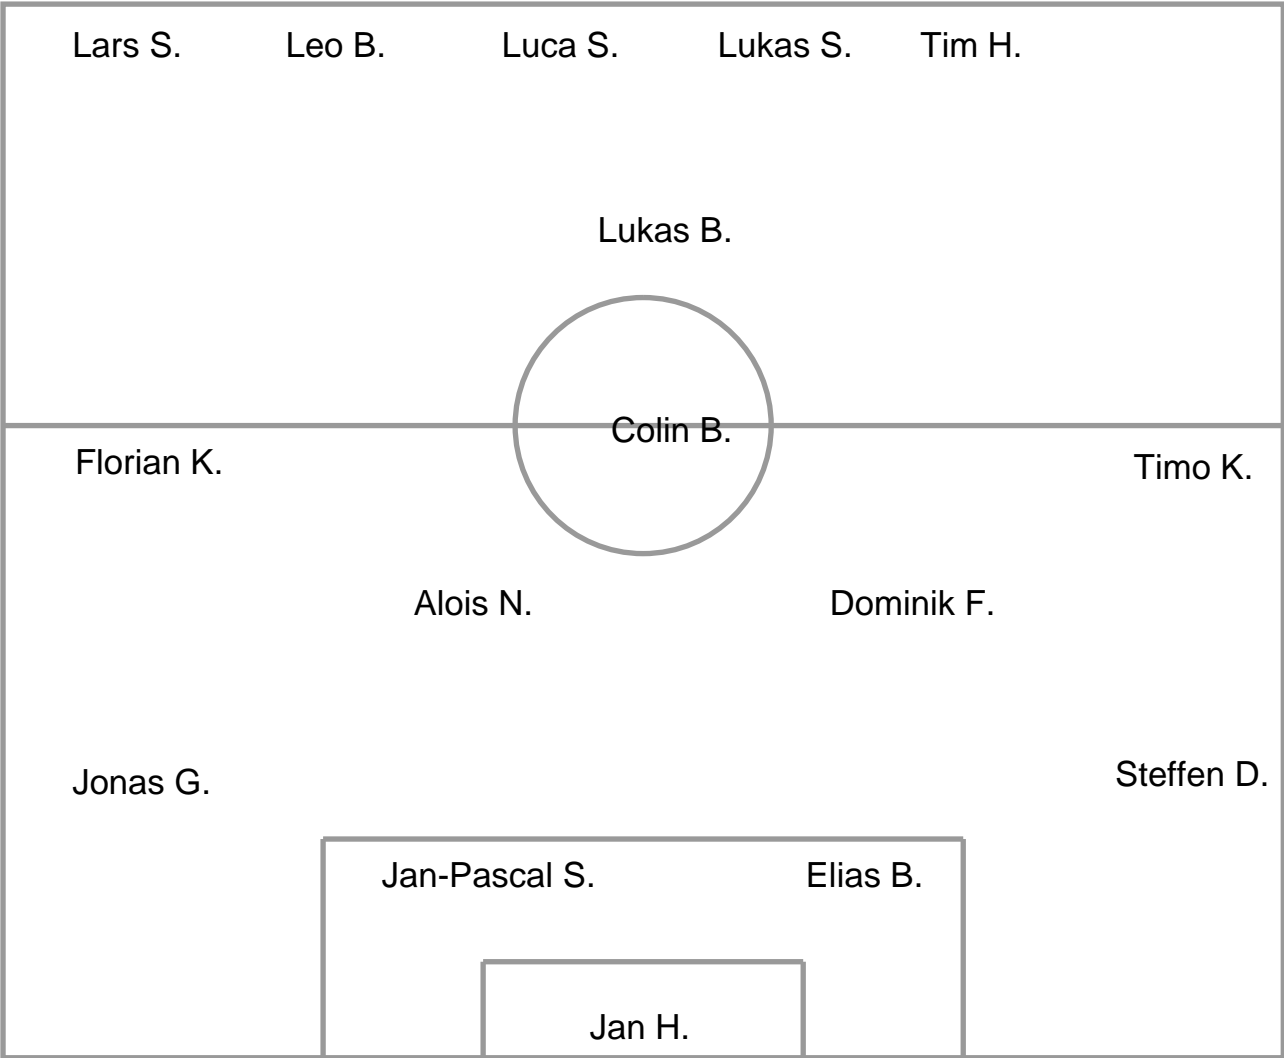 Lars S. Leo B. Luca S. Lukas S. Tim H.
Lukas B.
Colin B.
Florian K. Timo K.
Alois N. Dominik F.
Jonas G. Steffen D.
Jan-Pascal S. Elias B.
Jan H.